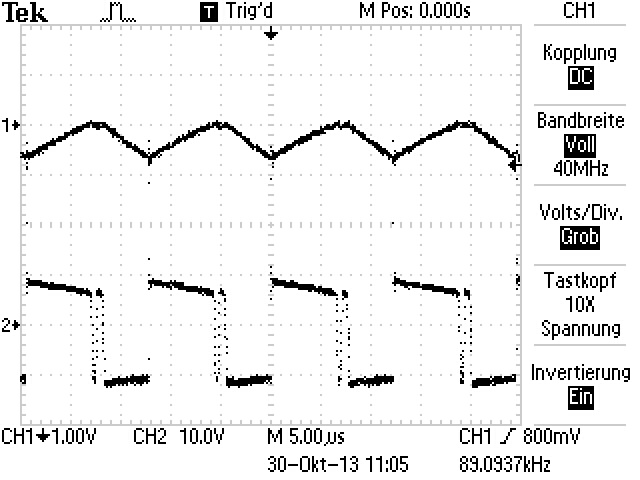 Tek T Trig'd M Pos: 0.000s CH1
Kopplung
DC
1
Bandbreite
Voll
40MHz
Volts/Div.
Grob
Tastkopf
10X
Spannung
2
Invertierung
Ein
CH1 1.00V CH2 10.0V M 5.00µs CH1 800mV
30-Okt-13 11:05 89.0937kHz